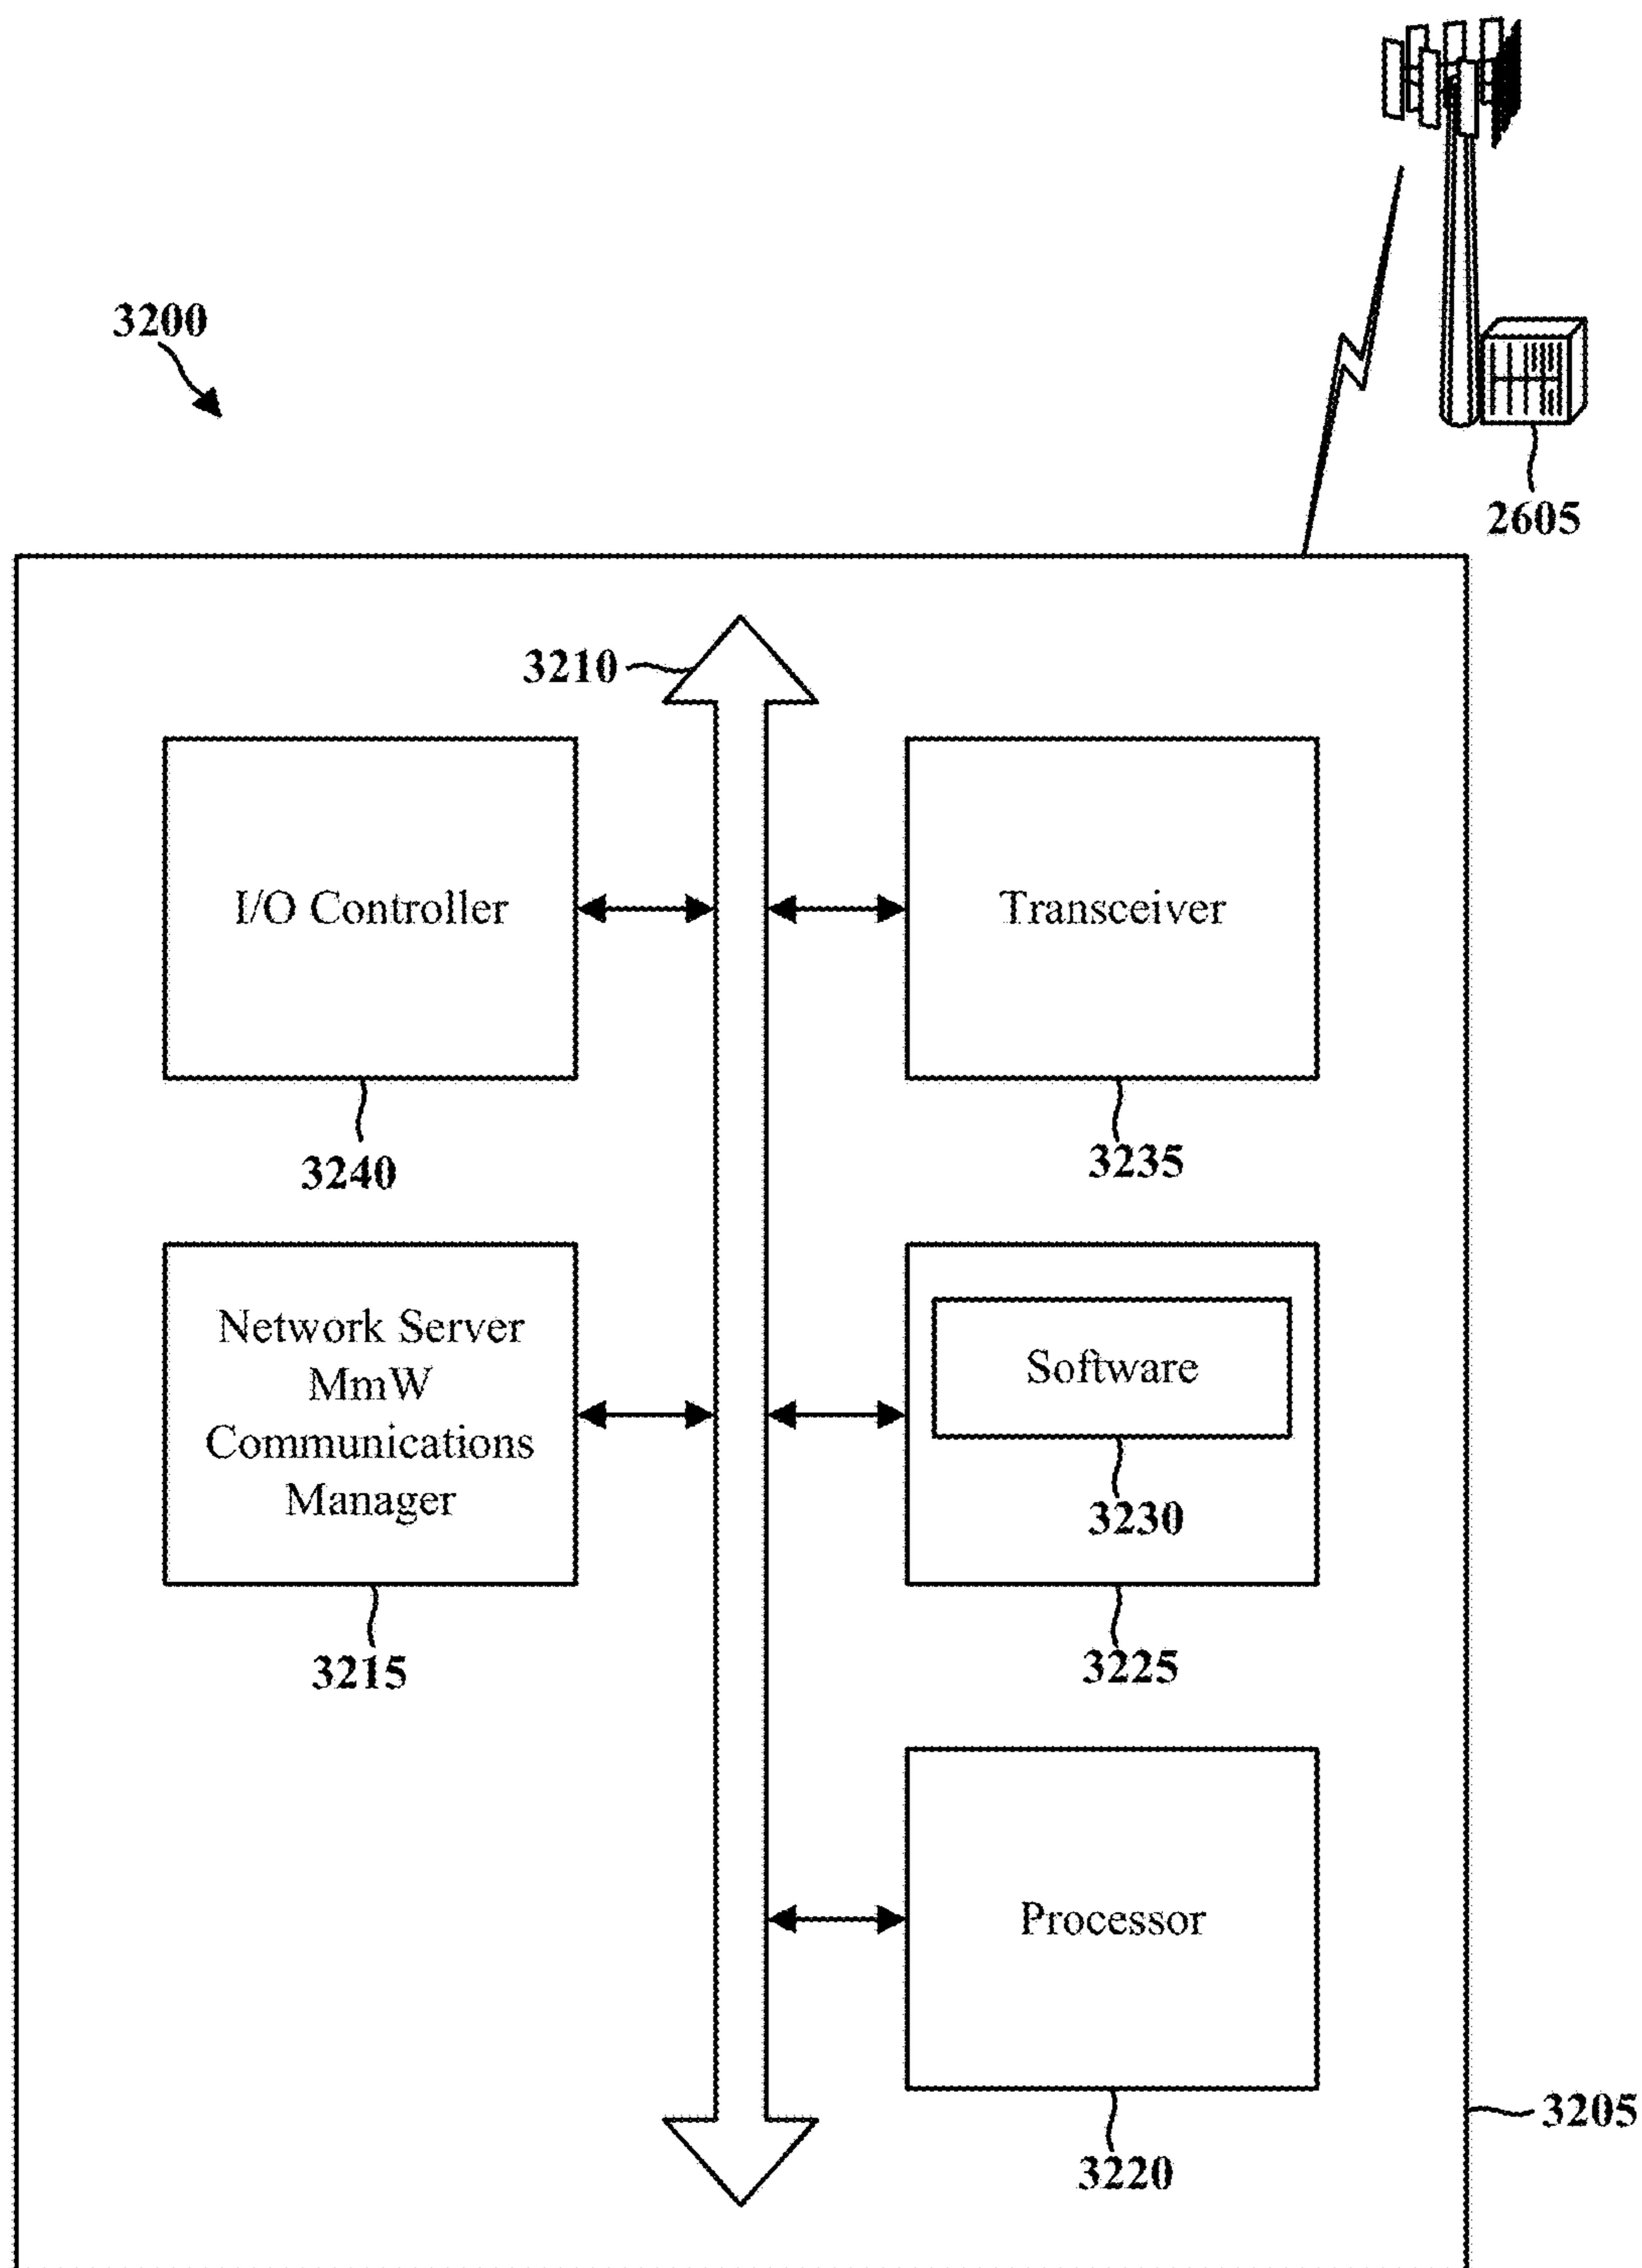 3200
2605
3210
I/O Controller
Transceiver
3240
3235
Network Server
MmW
Communications
Manager
Software
3230
3215
3225
Processor
3205
3220